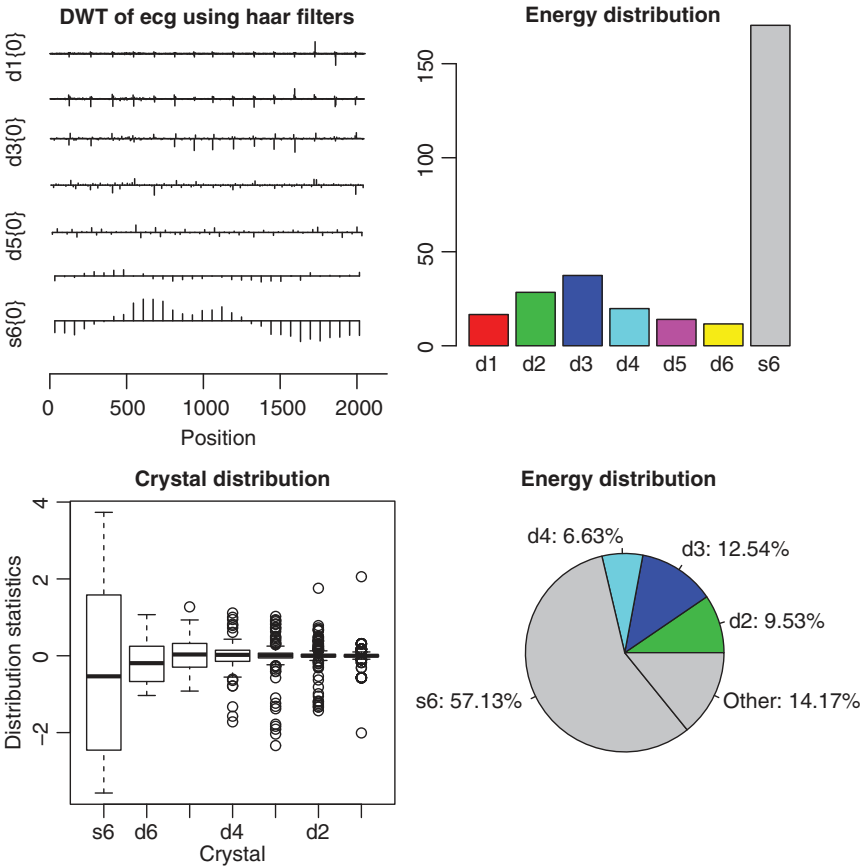 DWT of ecg using haar filters
d1{0}
d3{0}
d5{0}
s6{0}
0 500 1000 1500 2000
Position
Energy distribution
150
100
50
0
d1 d2 d3 d4 d5 d6 s6
Crystal distribution
Distribution statistics
4
2
0
−2
s6 d6 d4 d2
Crystal
Energy distribution
d4: 6.63%
d3: 12.54%
d2: 9.53%
s6: 57.13%
Other: 14.17%